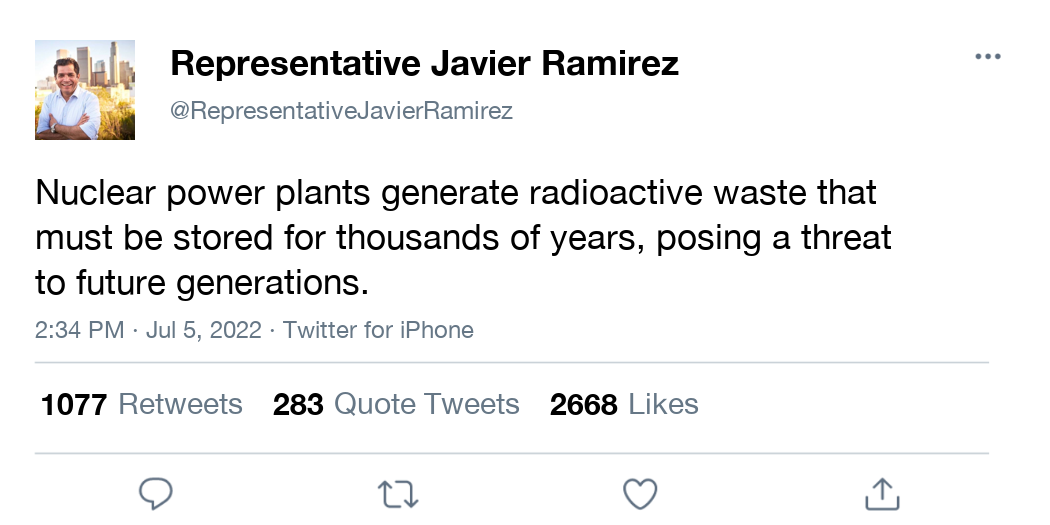 Representative Javier Ramirez
@RepresentativeJavierRamirez
Nuclear power plants generate radioactive waste that
must be stored for thousands of years, posing a threat
to future generations.
2:34 PM · Jul 5, 2022 · Twitter for iPhone
1077 Retweets 283 Quote Tweets 2668 Likes